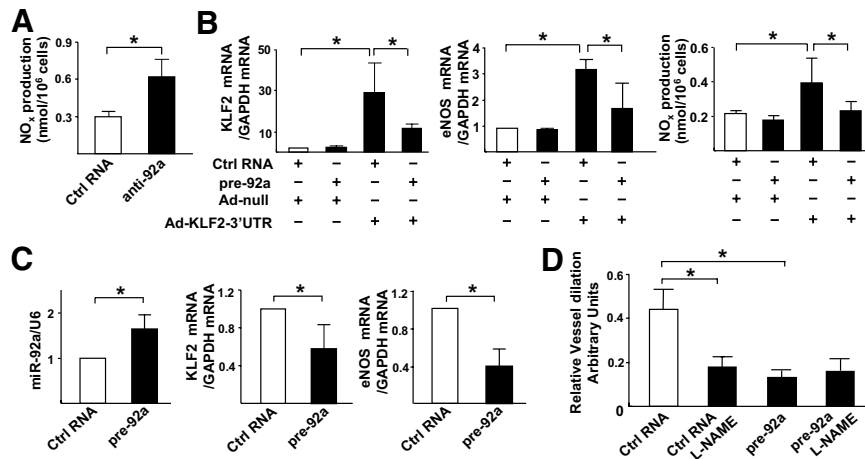 A
NOx production
(nmol/10^6 cells)
0.9
0.6
0.3
*
Ctrl RNA
anti-92a
B
KLF2 mRNA
/GAPDH mRNA
50
30
10
*
*
eNOS mRNA
/GAPDH mRNA
4
3
2
1
0
*
*
NOx production
(nmol/10^6 cells)
0.6
0.4
0.2
0
*
*
Ctrl RNA + – + – + – + – + – + –
pre-92a – + – + – + – + – + – +
Ad-null + + – – + + – – + + – –
Ad-KLF2-3'UTR – – + + – – + + – – + +
C
miR-92a/U6
2
1
*
Ctrl RNA
pre-92a
KLF2 mRNA
/GAPDH mRNA
1.2
0.8
0.4
*
Ctrl RNA
pre-92a
eNOS mRNA
/GAPDH mRNA
1.2
0.8
0.4
*
Ctrl RNA
pre-92a
D
Relative Vessel dilation
Arbitrary Units
0.6
0.4
0.2
0
*
*
Ctrl RNA
Ctrl RNA
L-NAME
pre-92a
pre-92a
L-NAME